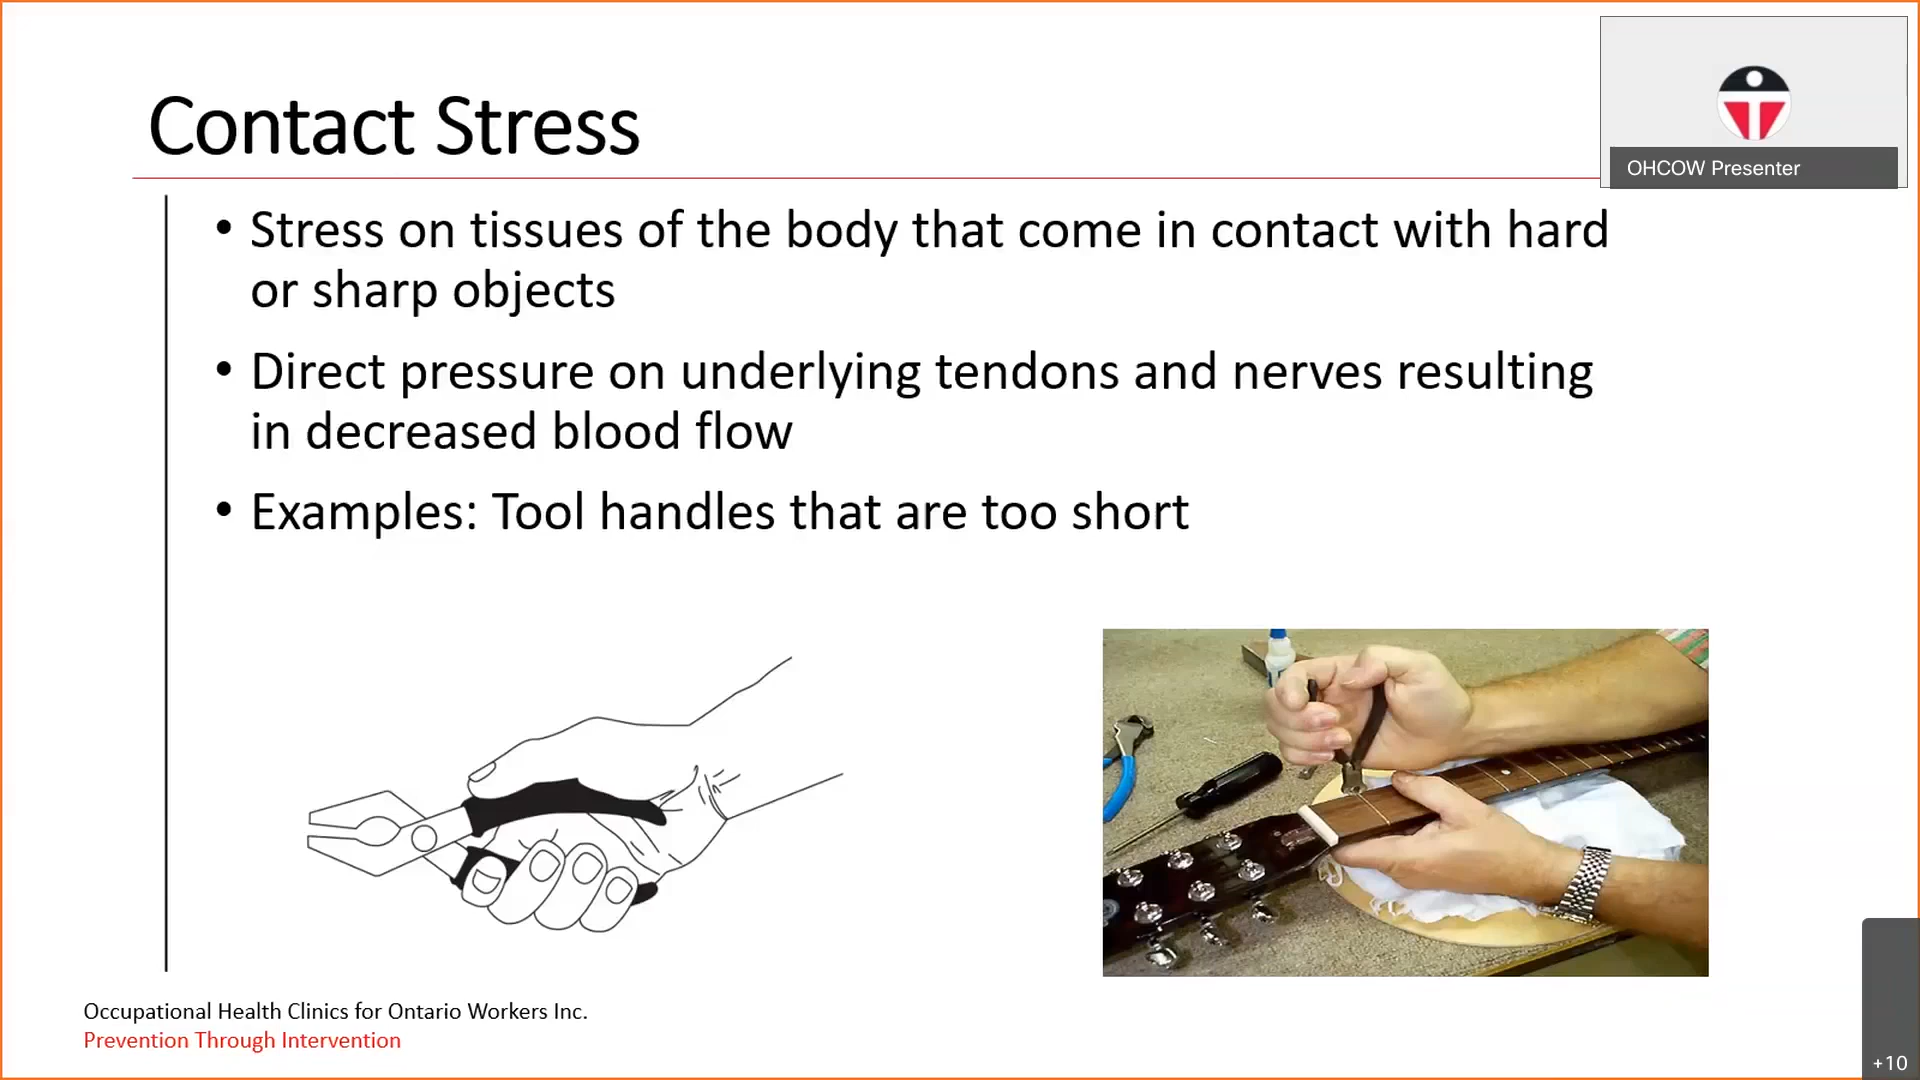 Contact Stress
OHCOW Presenter
• Stress on tissues of the body that come in contact with hard
or sharp objects
• Direct pressure on underlying tendons and nerves resulting
in decreased blood flow
• Examples: Tool handles that are too short
Occupational Health Clinics for Ontario Workers Inc.
Prevention Through Intervention
+10